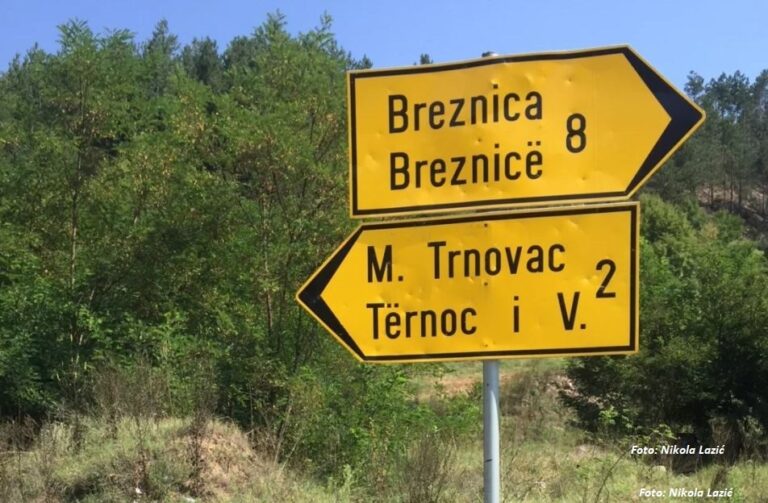 Breznica
Breznicë 8
M. Trnovac
Tërnoc i V. 2
Foto: Nikola Lazić
Foto: Nikola Lazić